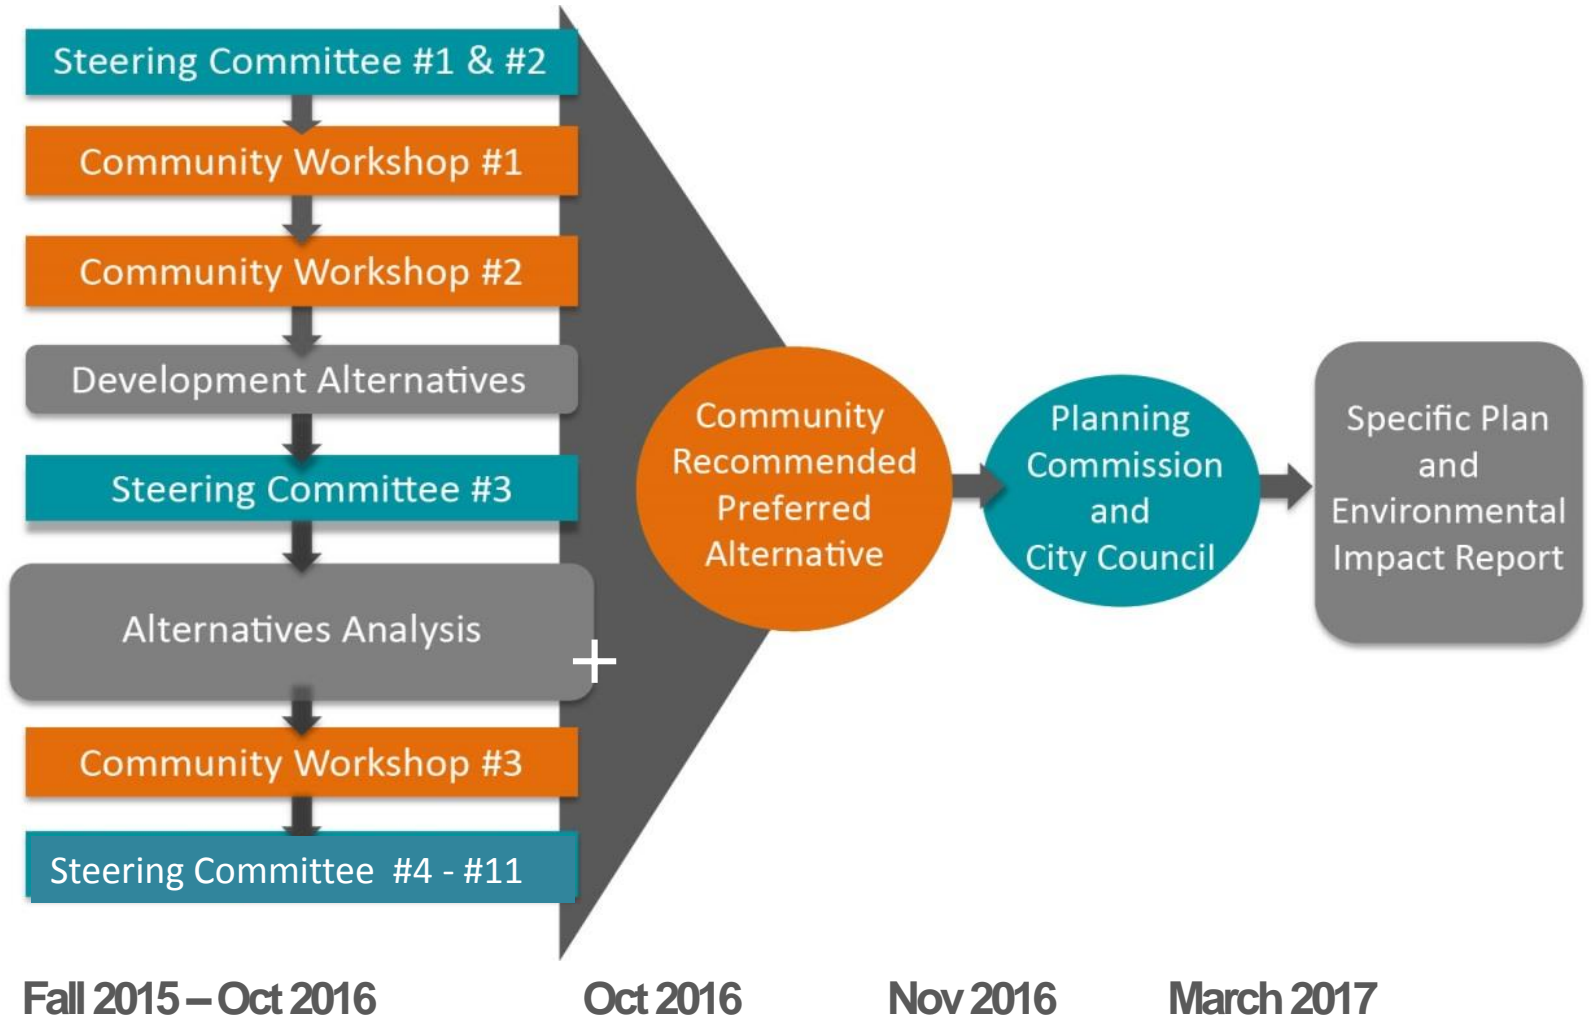 Steering Committee #1 & #2
Community Workshop #1
Community Workshop #2
Development Alternatives
Steering Committee #3
Alternatives Analysis
+
Community Workshop #3
Steering Committee #4 - #11
Community
Recommended
Preferred
Alternative
Planning
Commission
and
City Council
Specific Plan
and
Environmental
Impact Report
Fall 2015 – Oct 2016
Oct 2016
Nov 2016
March 2017